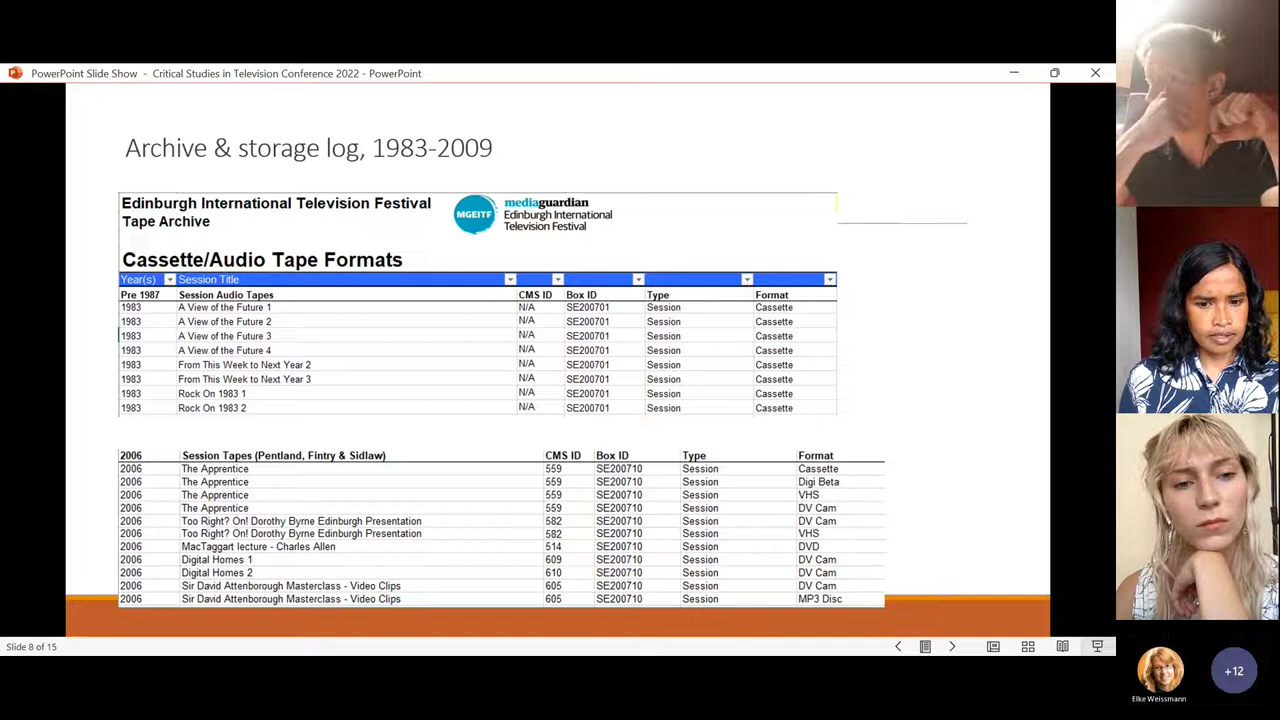 PowerPoint Slide Show - Critical Studies in Television Conference 2022 - PowerPoint
Archive & storage log, 1983-2009
Edinburgh International Television Festival
Tape Archive
MGEITF
mediaguardian
Edinburgh International
Television Festival
Cassette/Audio Tape Formats
Year(s) Session Title
Pre 1987 Session Audio Tapes CMS ID Box ID Type Format
1983 A View of the Future 1 N/A SE200701 Session Cassette
1983 A View of the Future 2 N/A SE200701 Session Cassette
1983 A View of the Future 3 N/A SE200701 Session Cassette
1983 A View of the Future 4 N/A SE200701 Session Cassette
1983 From This Week to Next Year 2 N/A SE200701 Session Cassette
1983 From This Week to Next Year 3 N/A SE200701 Session Cassette
1983 Rock On 1983 1 N/A SE200701 Session Cassette
1983 Rock On 1983 2 N/A SE200701 Session Cassette
2006 Session Tapes (Pentland, Fintry & Sidlaw) CMS ID Box ID Type Format
2006 The Apprentice 559 SE200710 Session Cassette
2006 The Apprentice 559 SE200710 Session Digi Beta
2006 The Apprentice 559 SE200710 Session VHS
2006 The Apprentice 559 SE200710 Session DV Cam
2006 Too Right? On! Dorothy Byrne Edinburgh Presentation 582 SE200710 Session DV Cam
2006 Too Right? On! Dorothy Byrne Edinburgh Presentation 582 SE200710 Session VHS
2006 MacTaggart lecture - Charles Allen 514 SE200710 Session DVD
2006 Digital Homes 1 609 SE200710 Session DV Cam
2006 Digital Homes 2 610 SE200710 Session DV Cam
2006 Sir David Attenborough Masterclass - Video Clips 605 SE200710 Session DV Cam
2006 Sir David Attenborough Masterclass - Video Clips 605 SE200710 Session MP3 Disc
Slide 8 of 15
+12
Elke Weissmann